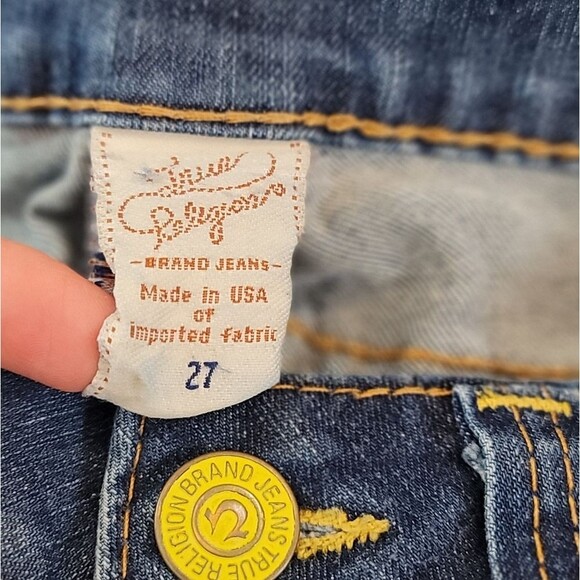 True
Religion
-BRAND JEANS-
Made in USA
of
imported fabric
27
TRUE RELIGION BRAND JEANS